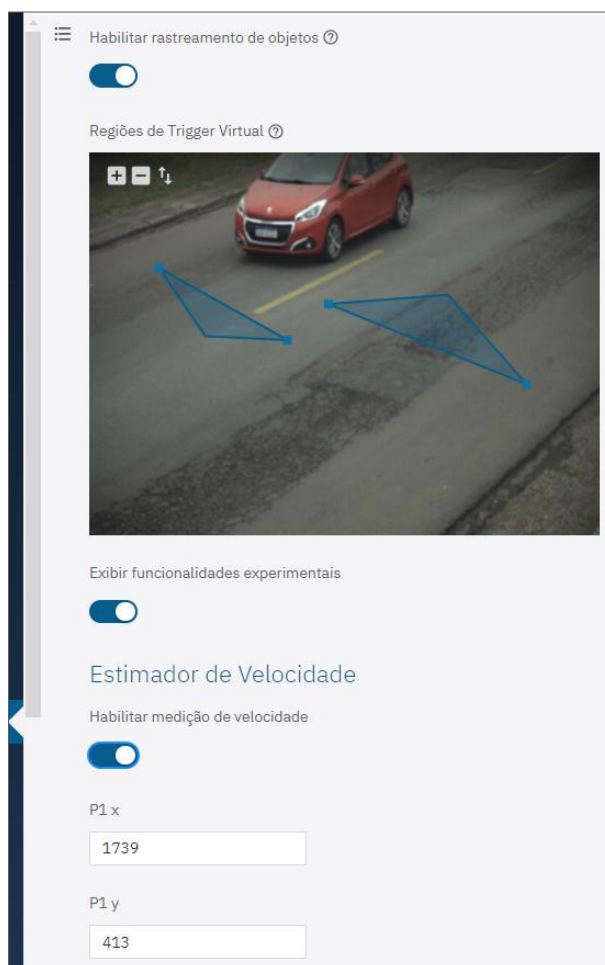 Habilitar rastreamento de objetos
Regiões de Trigger Virtual
Exibir funcionalidades experimentais
Estimador de Velocidade
Habilitar medição de velocidade
P1 x
1739
P1 y
413